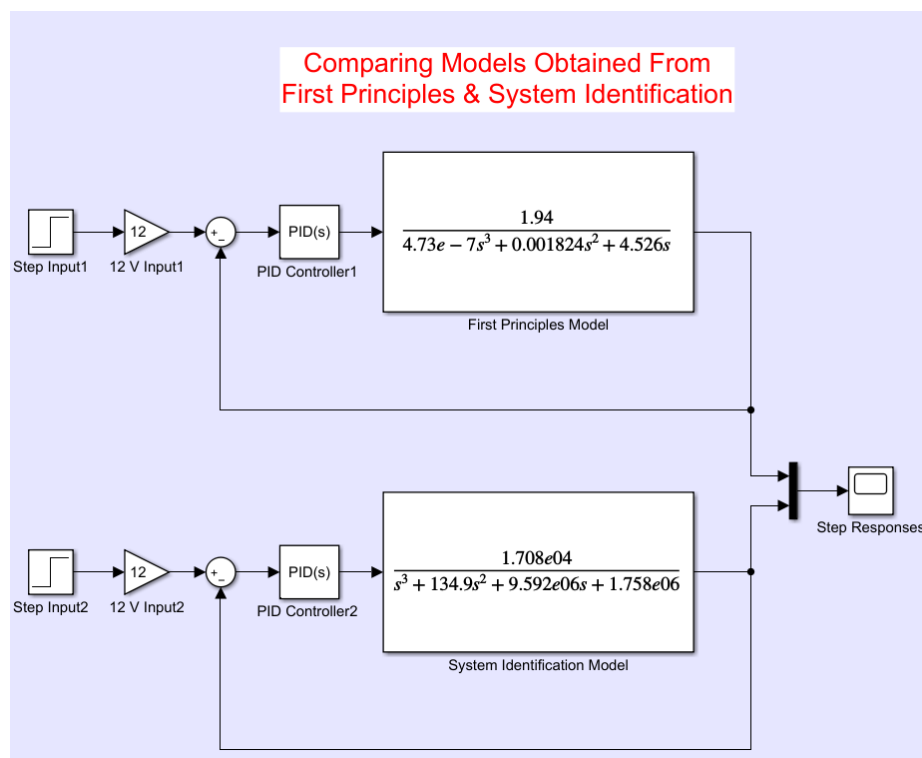 Comparing Models Obtained From
First Principles & System Identification
1.94
4.73e − 7s³ + 0.001824s² + 4.526s
12
+
−
PID(s)
Step Input1
12 V Input1
PID Controller1
First Principles Model
Step Responses
1.708e04
s³ + 134.9s² + 9.592e06s + 1.758e06
12
+
−
PID(s)
Step Input2
12 V Input2
PID Controller2
System Identification Model